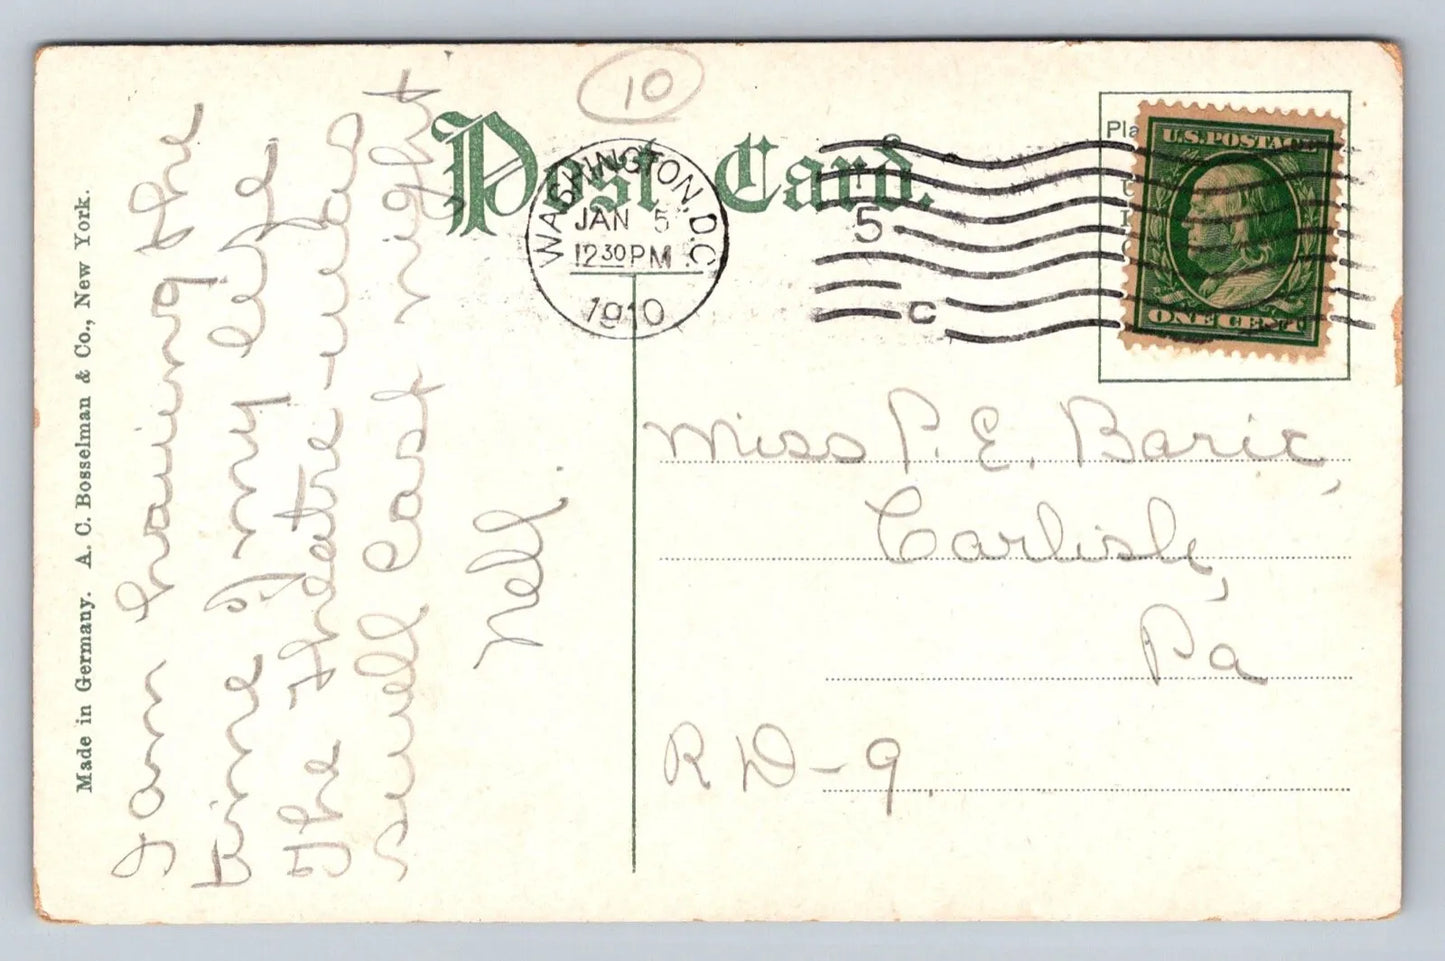 Post Card.
10
WASHINGTON, D.C.
JAN 5
12 30 PM
1910
5
C
Pla
U.S. POSTAGE
ONE CENT
Made in Germany. A. C. Bosselman & Co., New York.
I am having the
time of my life
The theatre was
swell last night
Nell.
Miss P. E. Baric,
Carlisle,
Pa
R D - 9.